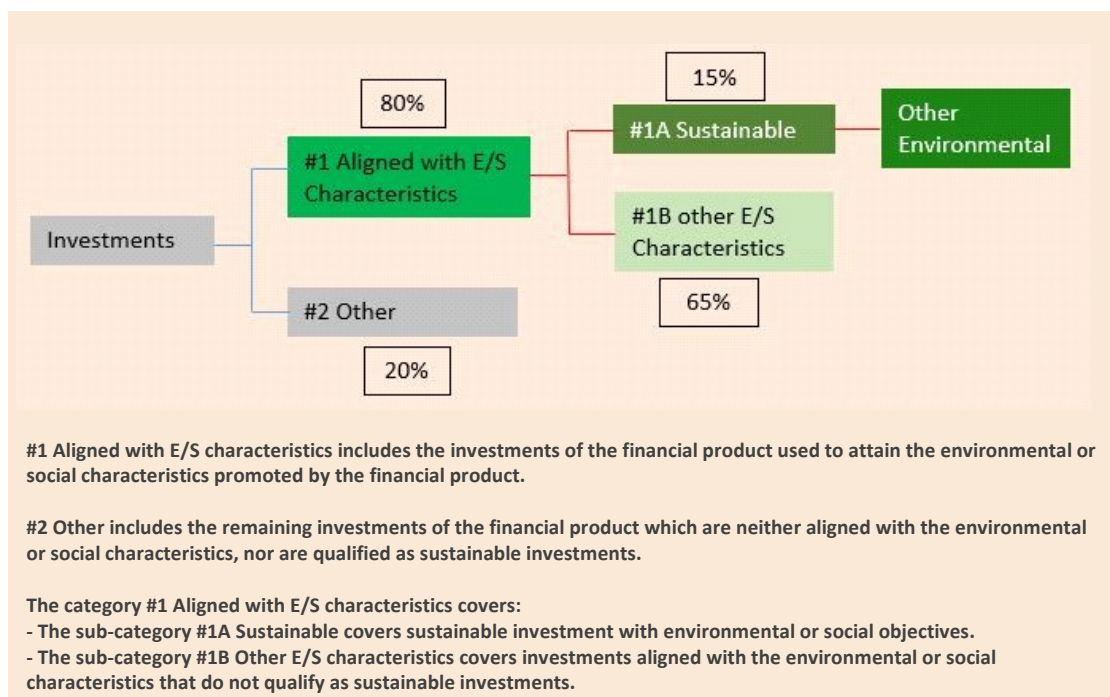 80%
15%
#1 Aligned with E/S
Characteristics
#1A Sustainable
Other
Environmental
Investments
#1B other E/S
Characteristics
65%
#2 Other
20%
#1 Aligned with E/S characteristics includes the investments of the financial product used to attain the environmental or
social characteristics promoted by the financial product.
#2 Other includes the remaining investments of the financial product which are neither aligned with the environmental
or social characteristics, nor are qualified as sustainable investments.
The category #1 Aligned with E/S characteristics covers:
- The sub-category #1A Sustainable covers sustainable investment with environmental or social objectives.
- The sub-category #1B Other E/S characteristics covers investments aligned with the environmental or social
characteristics that do not qualify as sustainable investments.